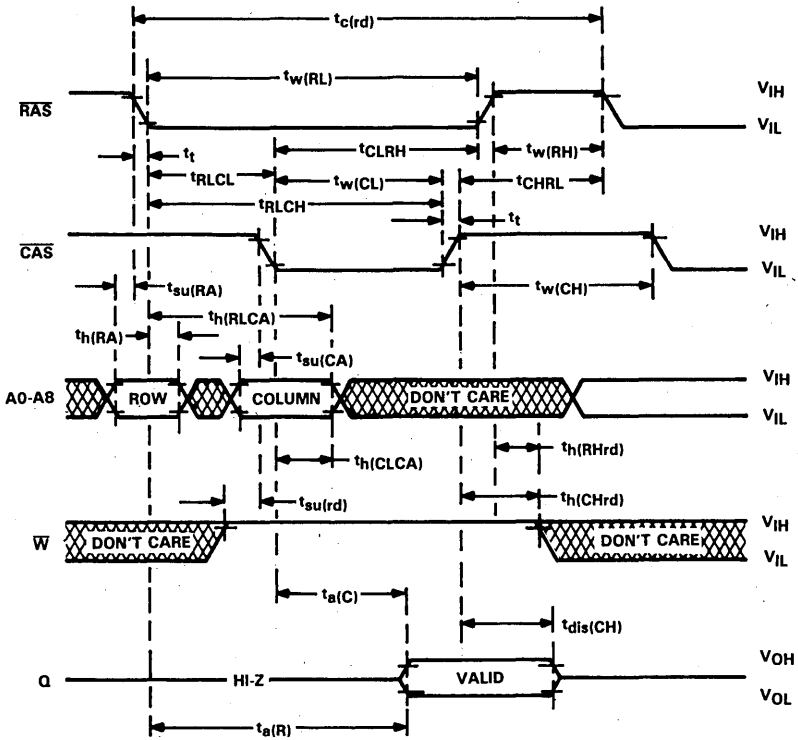 tc(rd)
tw(RL)
RAS
VIH
VIL
tt
tCLRH
tw(RH)
tRLCL
tw(CL)
tCHRL
tRLCH
tt
CAS
VIH
VIL
tsu(RA)
tw(CH)
th(RA)
th(RLCA)
tsu(CA)
A0-A8
ROW
COLUMN
DON'T CARE
VIH
VIL
th(RHrd)
th(CLCA)
tsu(rd)
th(CHrd)
W
DON'T CARE
DON'T CARE
VIH
VIL
ta(C)
tdis(CH)
Q
HI-Z
VALID
VOH
VOL
ta(R)